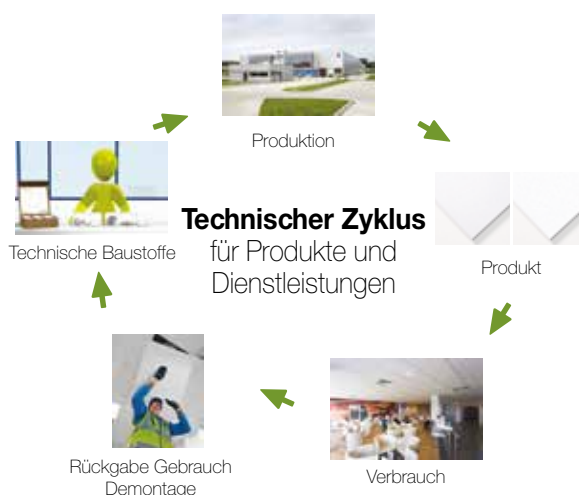 Produktion
Technischer Zyklus
für Produkte und
Dienstleistungen
Produkt
Verbrauch
Rückgabe Gebrauch
Demontage
Technische Baustoffe